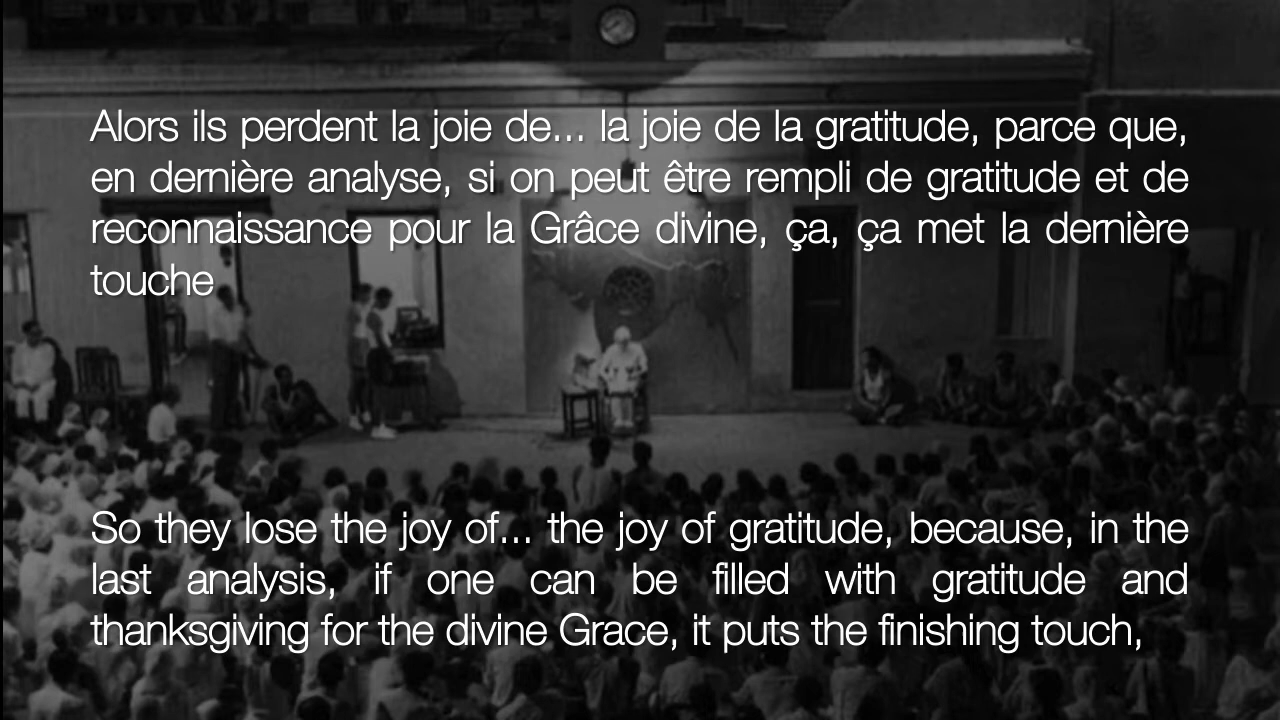 Alors ils perdent la joie de... la joie de la gratitude, parce que,
en dernière analyse, si on peut être rempli de gratitude et de
reconnaissance pour la Grâce divine, ça, ça met la dernière
touche
So they lose the joy of... the joy of gratitude, because, in the
last analysis, if one can be filled with gratitude and
thanksgiving for the divine Grace, it puts the finishing touch,